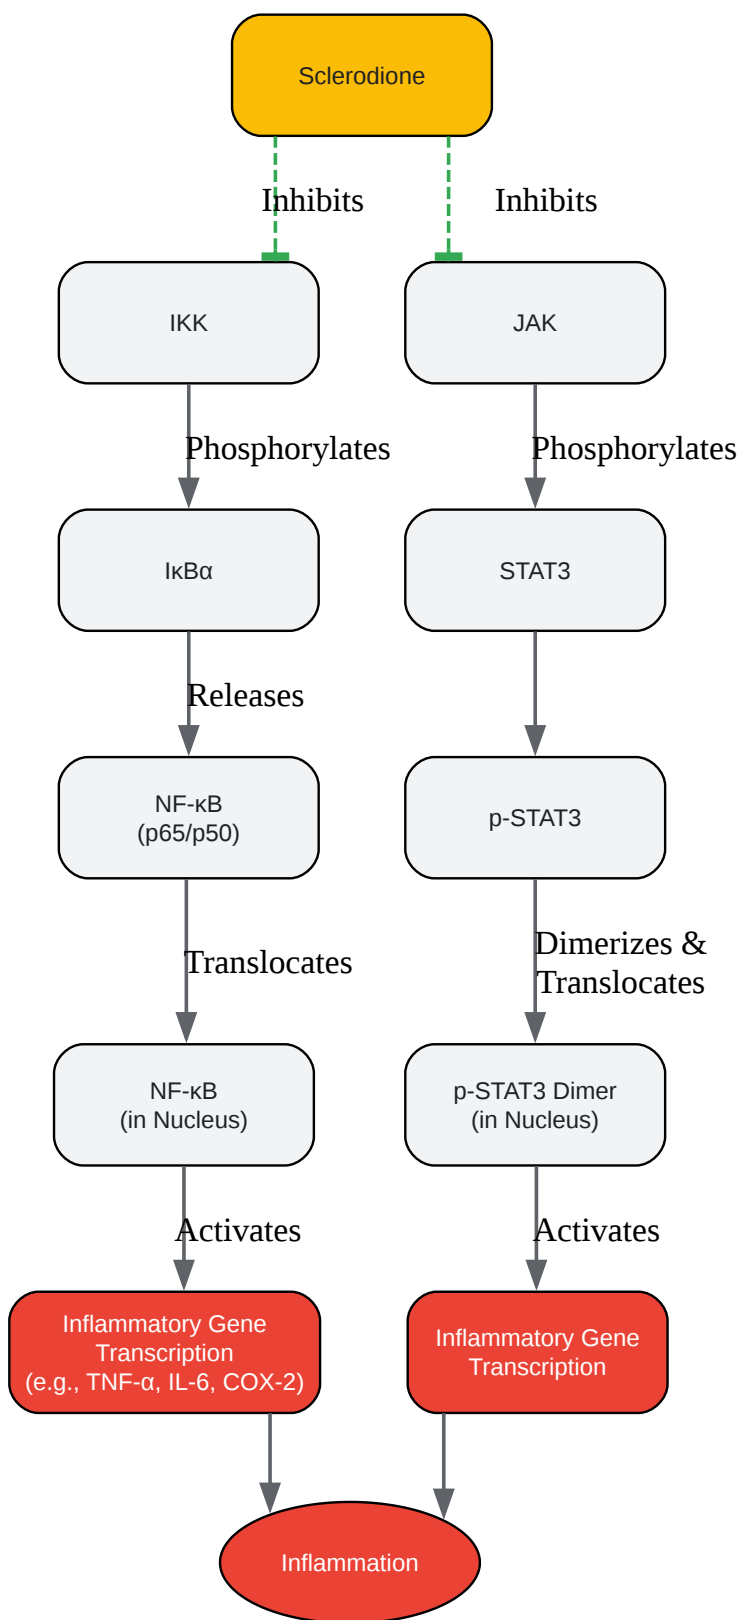 Sclerodione
Inhibits
Inhibits
IKK
JAK
Phosphorylates
Phosphorylates
IκBα
STAT3
Releases
NF-κB
(p65/p50)
p-STAT3
Translocates
Dimerizes &
Translocates
NF-κB
(in Nucleus)
p-STAT3 Dimer
(in Nucleus)
Activates
Activates
Inflammatory Gene
Transcription
(e.g., TNF-α, IL-6, COX-2)
Inflammatory Gene
Transcription
Inflammation